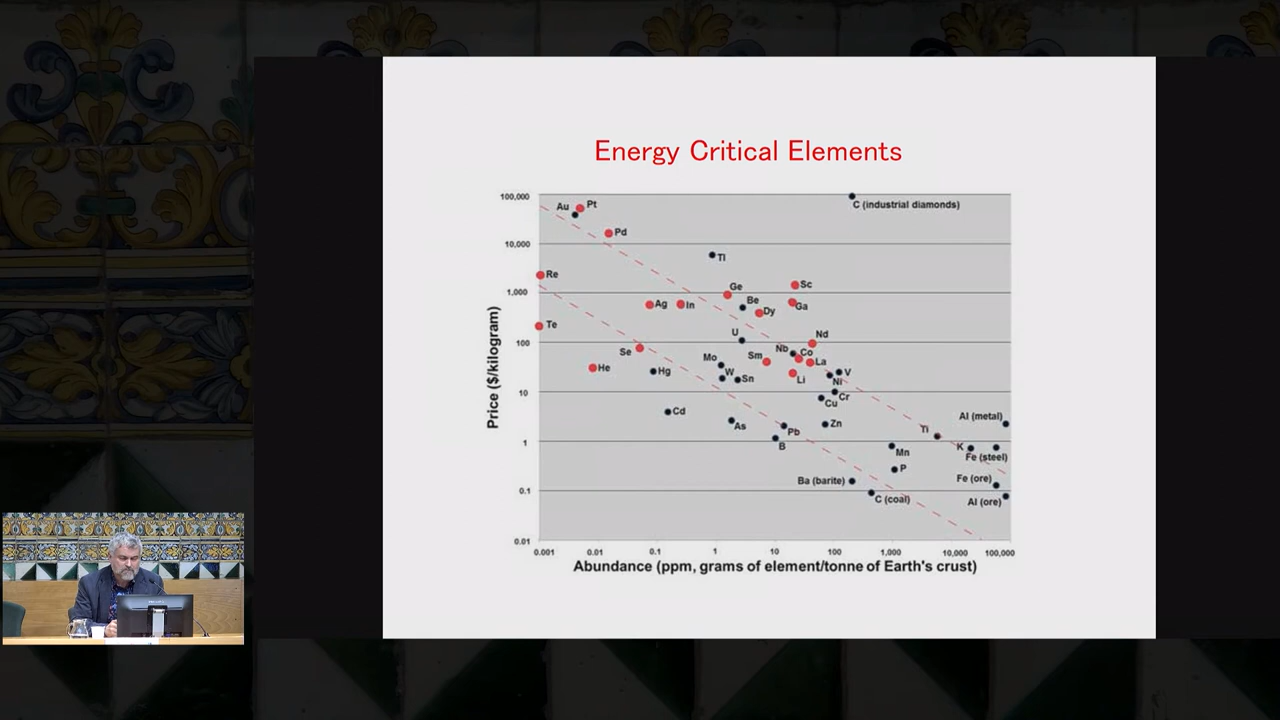 Energy Critical Elements
100,000
10,000
1,000
100
10
1
0.1
0.01
Price ($/kilogram)
Au
Pt
C (industrial diamonds)
Pd
Tl
Re
Ge
Sc
Ag
In
Be
Dy
Ga
Te
U
Nd
Se
Mo
Sm
Nb
Co
La
He
Hg
W
Sn
Li
Ni
V
Cu
Cr
Cd
As
Pb
Zn
Al (metal)
B
Ti
K
Fe (steel)
Mn
P
Ba (barite)
Fe (ore)
C (coal)
Al (ore)
0.001
0.01
0.1
1
10
100
1,000
10,000
100,000
Abundance (ppm, grams of element/tonne of Earth's crust)